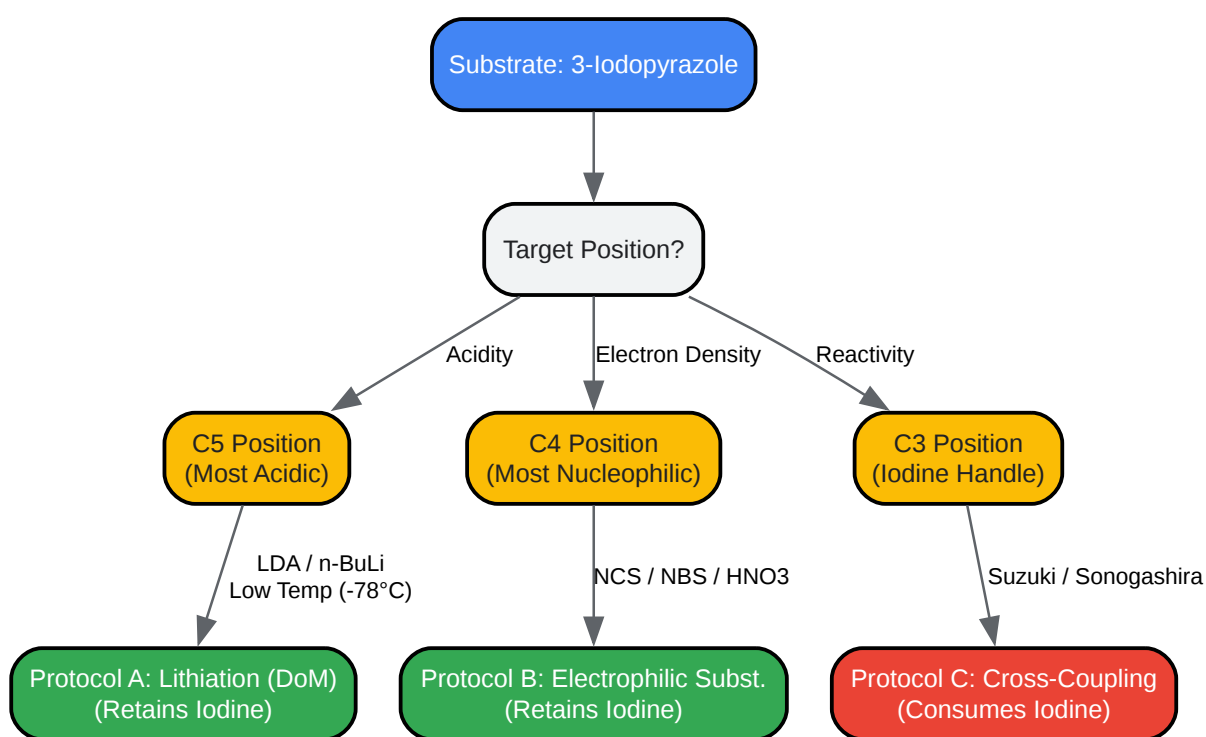 Substrate: 3-Iodopyrazole
Target Position?
Acidity
Electron Density
Reactivity
C5 Position
(Most Acidic)
C4 Position
(Most Nucleophilic)
C3 Position
(Iodine Handle)
LDA / n-BuLi
Low Temp (-78°C)
NCS / NBS / HNO3
Suzuki / Sonogashira
Protocol A: Lithiation (DoM)
(Retains Iodine)
Protocol B: Electrophilic Subst.
(Retains Iodine)
Protocol C: Cross-Coupling
(Consumes Iodine)